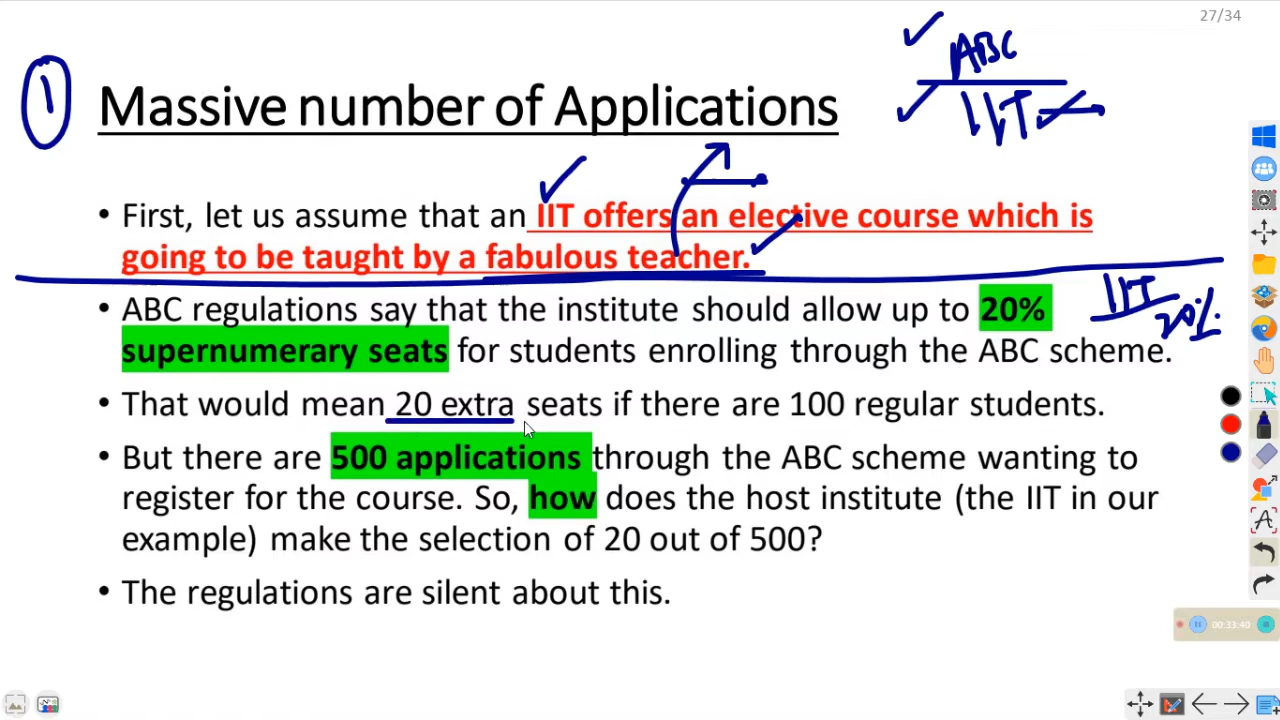 27/34
ABC
IIT
1
Massive number of Applications
• First, let us assume that an IIT offers an elective course which is
going to be taught by a fabulous teacher.
IIT
20%
• ABC regulations say that the institute should allow up to 20%
supernumerary seats for students enrolling through the ABC scheme.
• That would mean 20 extra seats if there are 100 regular students.
• But there are 500 applications through the ABC scheme wanting to
register for the course. So, how does the host institute (the IIT in our
example) make the selection of 20 out of 500?
• The regulations are silent about this.
00:33:40